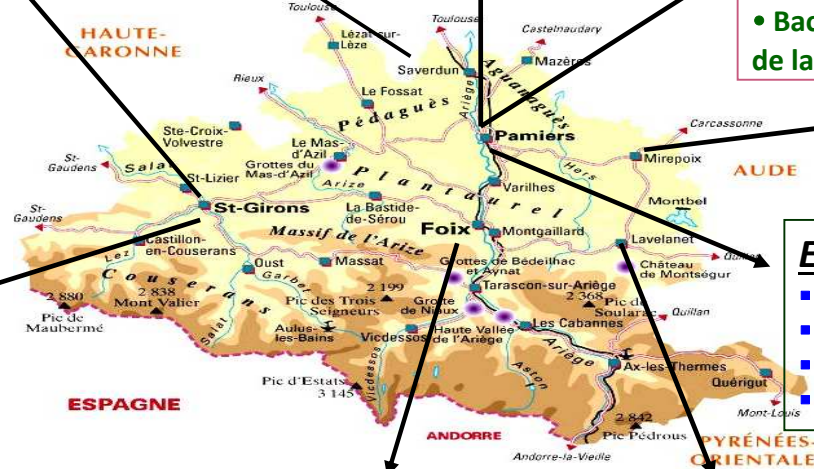 Toulouse
Toulouse
Castelnaudary
• Bac
de la
HAUTE-
GARONNE
Lézat-sur-
Lèze
Saverdun
Mazères
Rieux
Le Fossat
Ariège
Aguanaguès
Pédaguès
Carcassonne
Ste-Croix-
Volvestre
Pamiers
Le Mas-
d'Azil
Mirepoix
St-
Gaudens
Salat
Grottes du
Mas-d'Azil
Hers
AUDE
St-Lizier
Arize
Plantaurel
Varilhes
Montbel
St-Girons
La Bastide-
de-Sérou
St-
Gaudens
Foix
Montgaillard
Lavelanet
Castillon-
en-Couserans
Massif de l'Arize
Quillan
Lez
Oust
Massat
Grottes de Bédeilhac
et Aynat
Château
de Montségur
Couserans
Garbet
Tarascon-sur-Ariège
2 880
Pic de
Maubermé
2 838
Mont Valier
2 199
Pic des Trois
Seigneurs
Grotte
de Niaux
2 368
Pic de
Soularac
Quillan
Salat
Aulus-
les-Bains
Vicdessos
Haute Vallée
de l'Ariège
Les Cabannes
Ariège
Ax-les-Thermes
Pic d'Estats
3 145
Vicdessos
Aston
Quérigut
ESPAGNE
Mont-Louis
2 842
Pic Pédrous
ANDORRE
Andorre-la-Vieille
PYRÉNÉES-
ORIENTALE